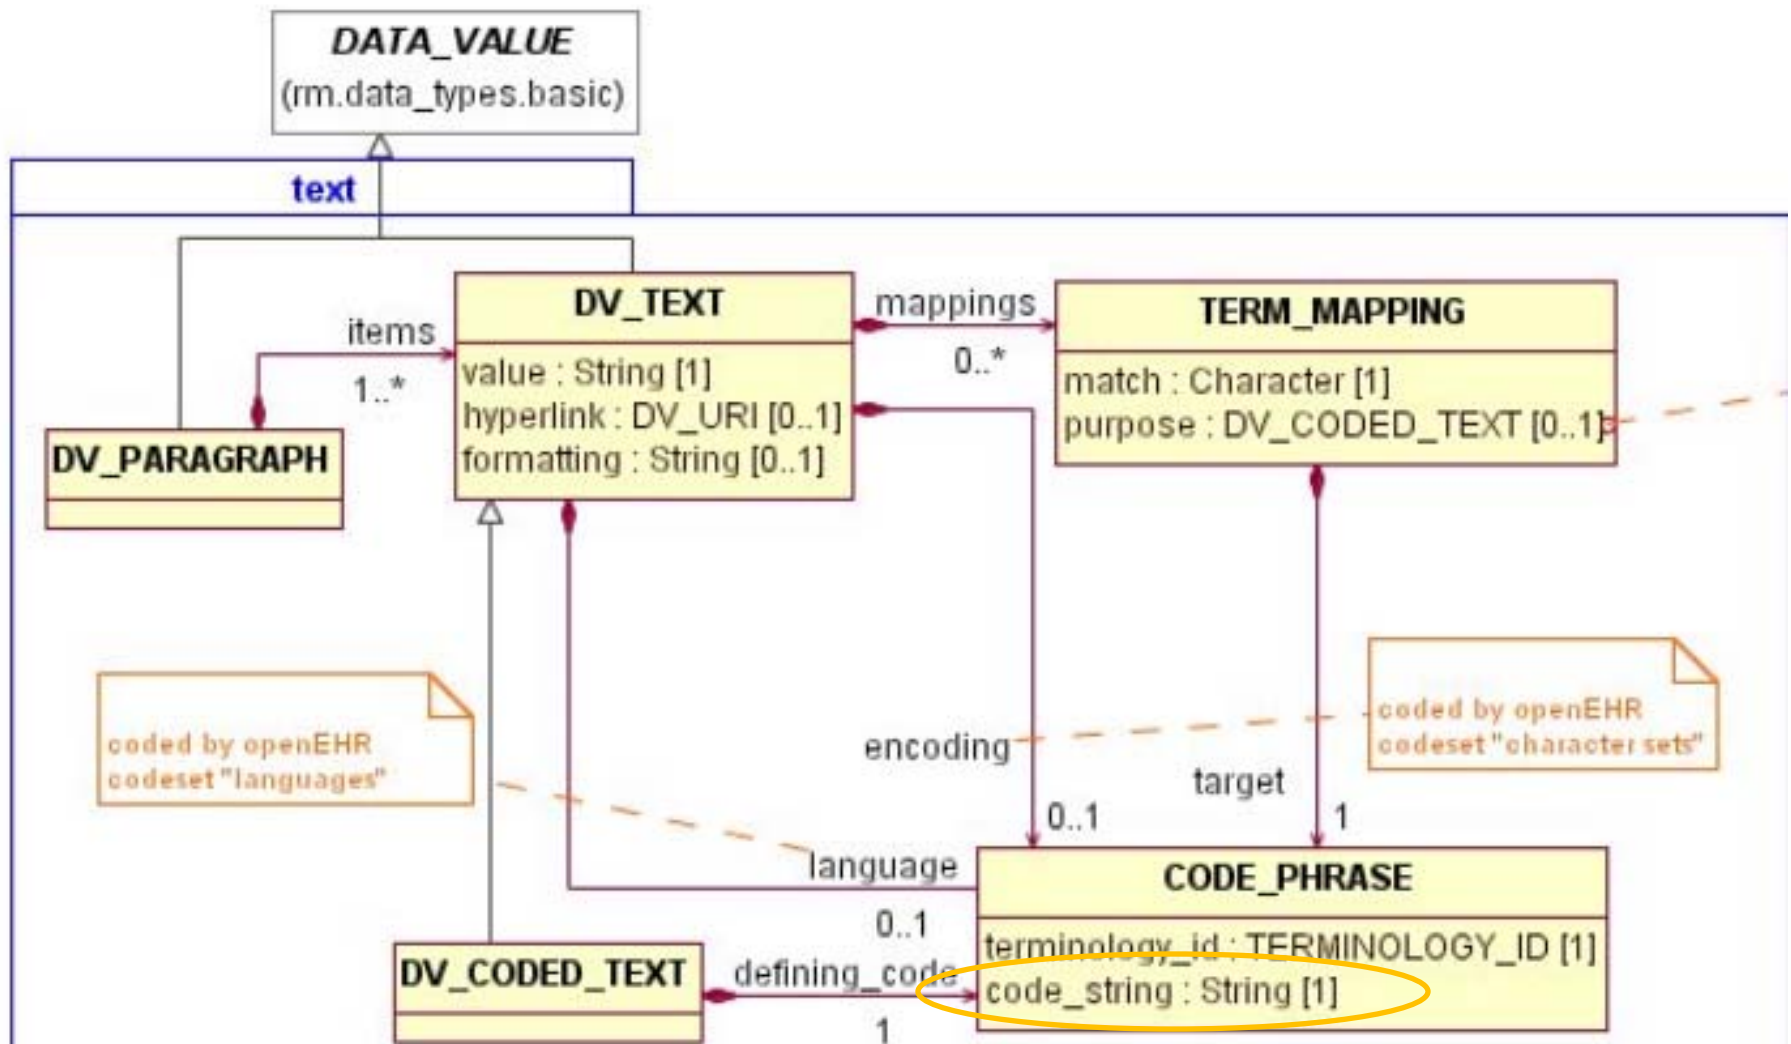 DATA_VALUE
(rm.data_types.basic)
text
DV_TEXT
value : String [1]
hyperlink : DV_URI [0..1]
formatting : String [0..1]
mappings
0..*
TERM_MAPPING
match : Character [1]
purpose : DV_CODED_TEXT [0..1]
items
1..*
DV_PARAGRAPH
coded by openEHR
codeset "languages"
encoding
0..1
coded by openEHR
codeset "character sets"
target
1
language
0..1
CODE_PHRASE
terminology_id : TERMINOLOGY_ID [1]
code_string : String [1]
DV_CODED_TEXT
defining_code
1